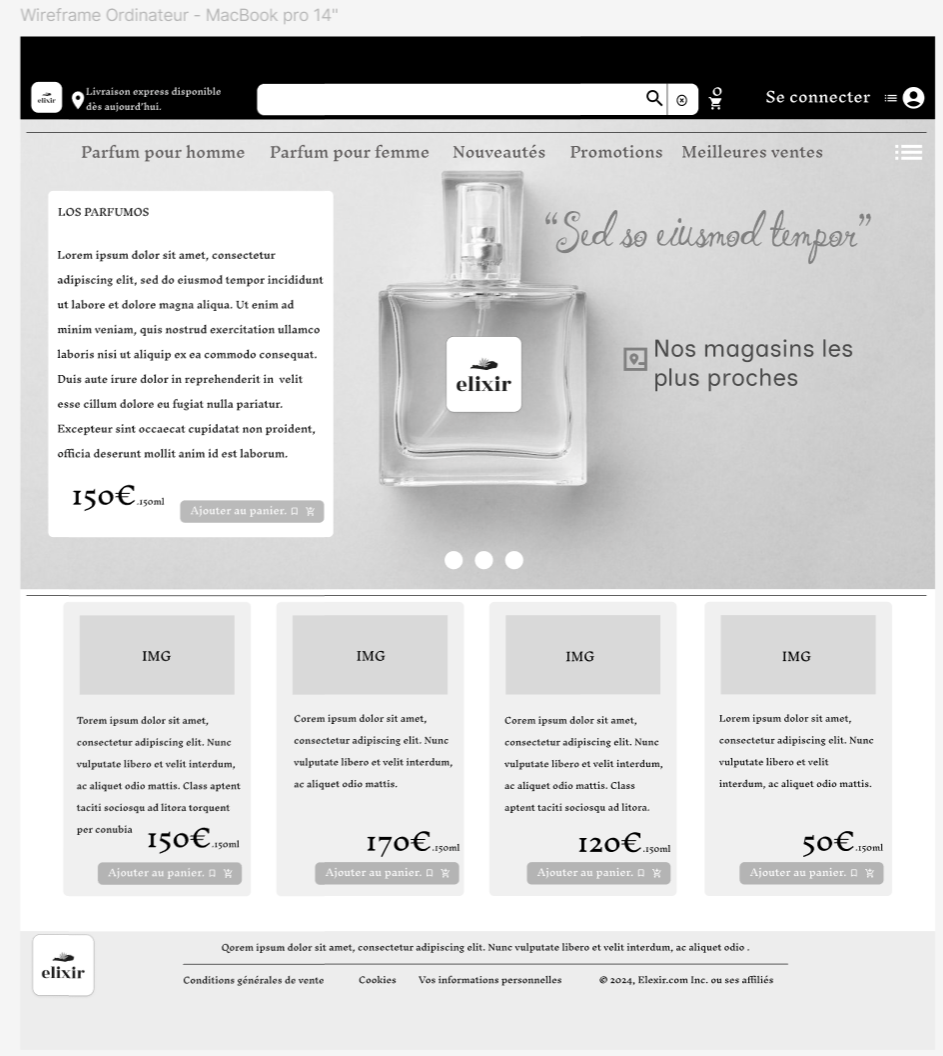 Wireframe Ordinateur - MacBook pro 14"
elixir
Livraison express disponible
dès aujourd'hui.
0
Se connecter
Parfum pour homme
Parfum pour femme
Nouveautés
Promotions
Meilleures ventes
LOS PARFUMOS
Lorem ipsum dolor sit amet, consectetur
adipiscing elit, sed do eiusmod tempor incididunt
ut labore et dolore magna aliqua. Ut enim ad
minim veniam, quis nostrud exercitation ullamco
laboris nisi ut aliquip ex ea commodo consequat.
Duis aute irure dolor in reprehenderit in velit
esse cillum dolore eu fugiat nulla pariatur.
Excepteur sint occaecat cupidatat non proident,
officia deserunt mollit anim id est laborum.
150€.150ml
Ajouter au panier.
elixir
“Sed so eiusmod tempor”
Nos magasins les
plus proches
IMG
Torem ipsum dolor sit amet,
consectetur adipiscing elit. Nunc
vulputate libero et velit interdum,
ac aliquet odio mattis. Class aptent
taciti sociosqu ad litora torquent
per conubia
150€.150ml
Ajouter au panier.
IMG
Corem ipsum dolor sit amet,
consectetur adipiscing elit. Nunc
vulputate libero et velit interdum,
ac aliquet odio mattis.
170€.150ml
Ajouter au panier.
IMG
Corem ipsum dolor sit amet,
consectetur adipiscing elit. Nunc
vulputate libero et velit interdum,
ac aliquet odio mattis. Class
aptent taciti sociosqu ad litora.
120€.150ml
Ajouter au panier.
IMG
Lorem ipsum dolor sit amet,
consectetur adipiscing elit. Nunc
vulputate libero et velit
interdum, ac aliquet odio mattis.
50€.150ml
Ajouter au panier.
elixir
Qorem ipsum dolor sit amet, consectetur adipiscing elit. Nunc vulputate libero et velit interdum, ac aliquet odio .
Conditions générales de vente
Cookies
Vos informations personnelles
© 2024, Elexir.com Inc. ou ses affiliés